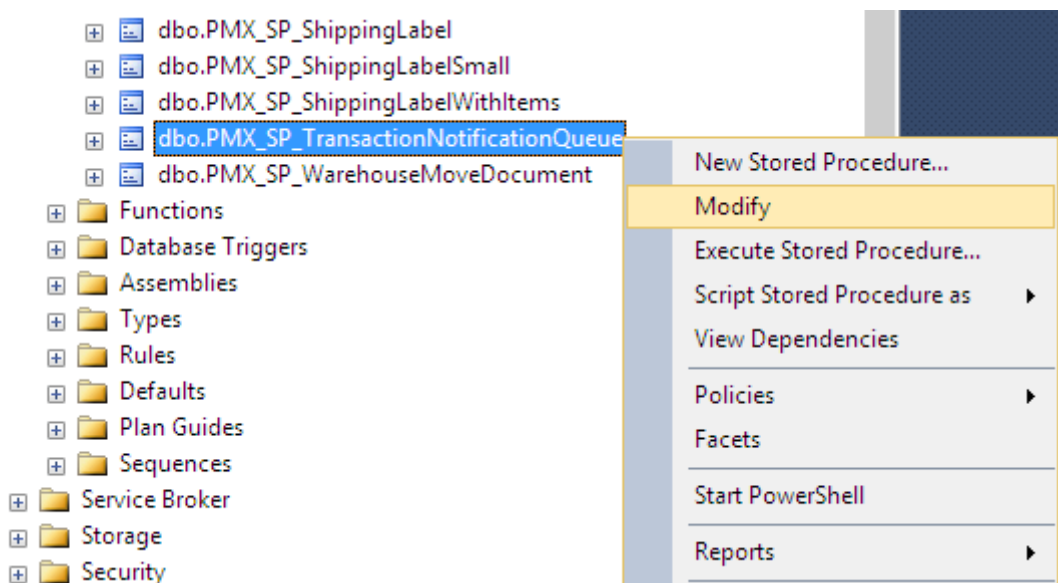 dbo.PMX_SP_ShippingLabel
dbo.PMX_SP_ShippingLabelSmall
dbo.PMX_SP_ShippingLabelWithItems
dbo.PMX_SP_TransactionNotificationQueue
dbo.PMX_SP_WarehouseMoveDocument
Functions
Database Triggers
Assemblies
Types
Rules
Defaults
Plan Guides
Sequences
Service Broker
Storage
Security
New Stored Procedure...
Modify
Execute Stored Procedure...
Script Stored Procedure as
View Dependencies
Policies
Facets
Start PowerShell
Reports